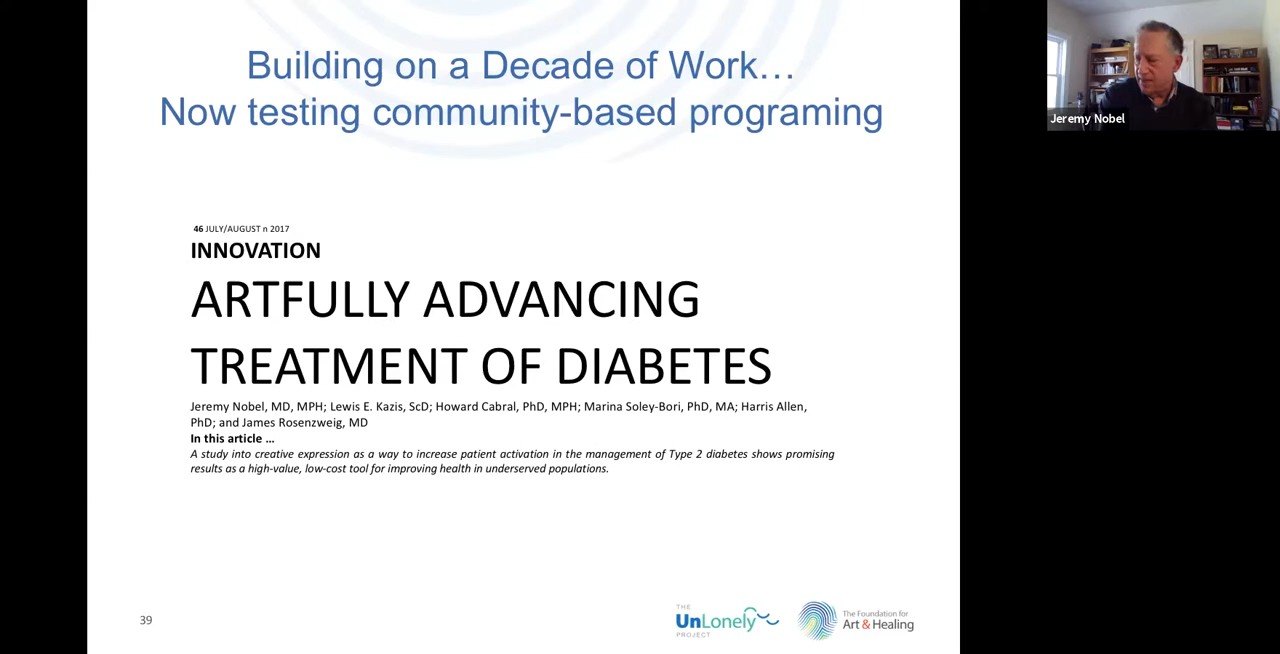 Building on a Decade of Work…
Now testing community-based programing
Jeremy Nobel
46 JULY/AUGUST n 2017
INNOVATION
ARTFULLY ADVANCING
TREATMENT OF DIABETES
Jeremy Nobel, MD, MPH; Lewis E. Kazis, ScD; Howard Cabral, PhD, MPH; Marina Soley-Bori, PhD, MA; Harris Allen,
PhD; and James Rosenzweig, MD
In this article …
A study into creative expression as a way to increase patient activation in the management of Type 2 diabetes shows promising
results as a high-value, low-cost tool for improving health in underserved populations.
39
THE
UnLonely
PROJECT
The Foundation for
Art & Healing